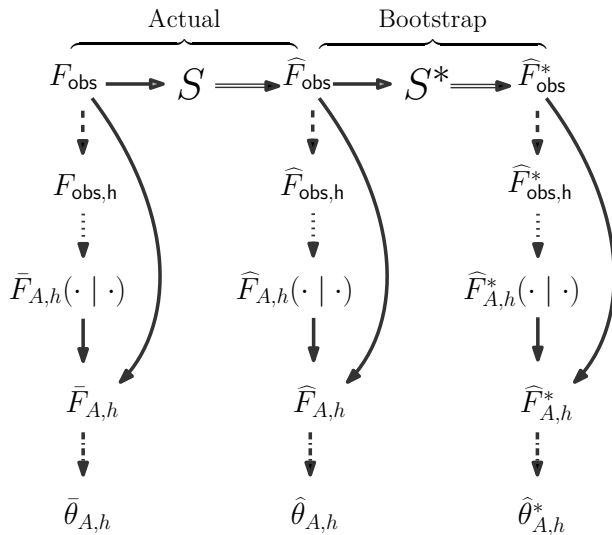 Actual Bootstrap
F_obs S F̂_obs S* F̂*_obs
F_obs,h F̂_obs,h F̂*_obs,h
F̄_A,h(· | ·) F̂_A,h(· | ·) F̂*_A,h(· | ·)
F̄_A,h F̂_A,h F̂*_A,h
θ̄_A,h θ̂_A,h θ̂*_A,h